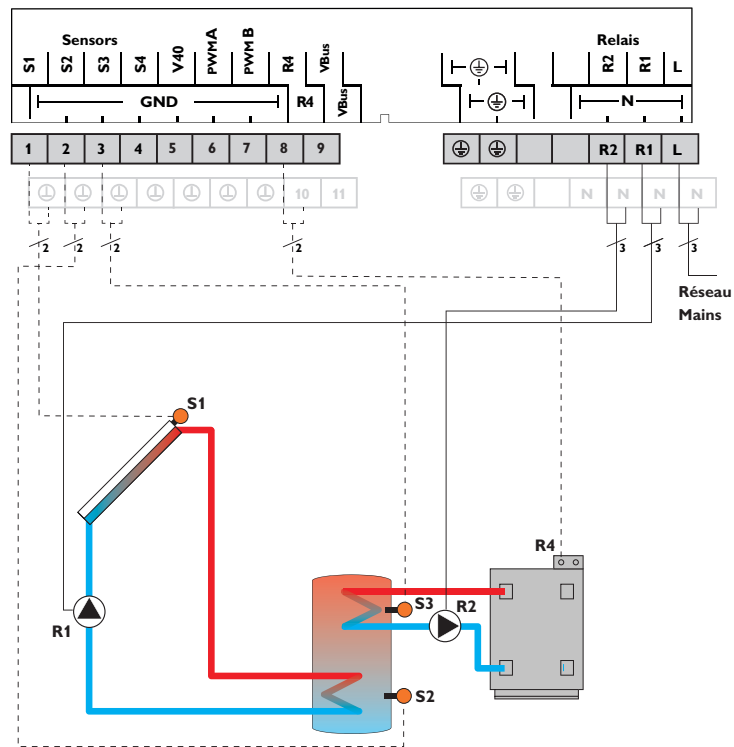 Sensors
Relais
S1 S2 S3 S4 V40 PWMA PWM B R4 VBus
R2 R1 L
GND
R4 VBus
N
1 2 3 4 5 6 7 8 9
R2 R1 L
10 11
N N N N
2 2 2 2
3 3 3
Réseau
Mains
S1
R4
S3 R2
R1
S2